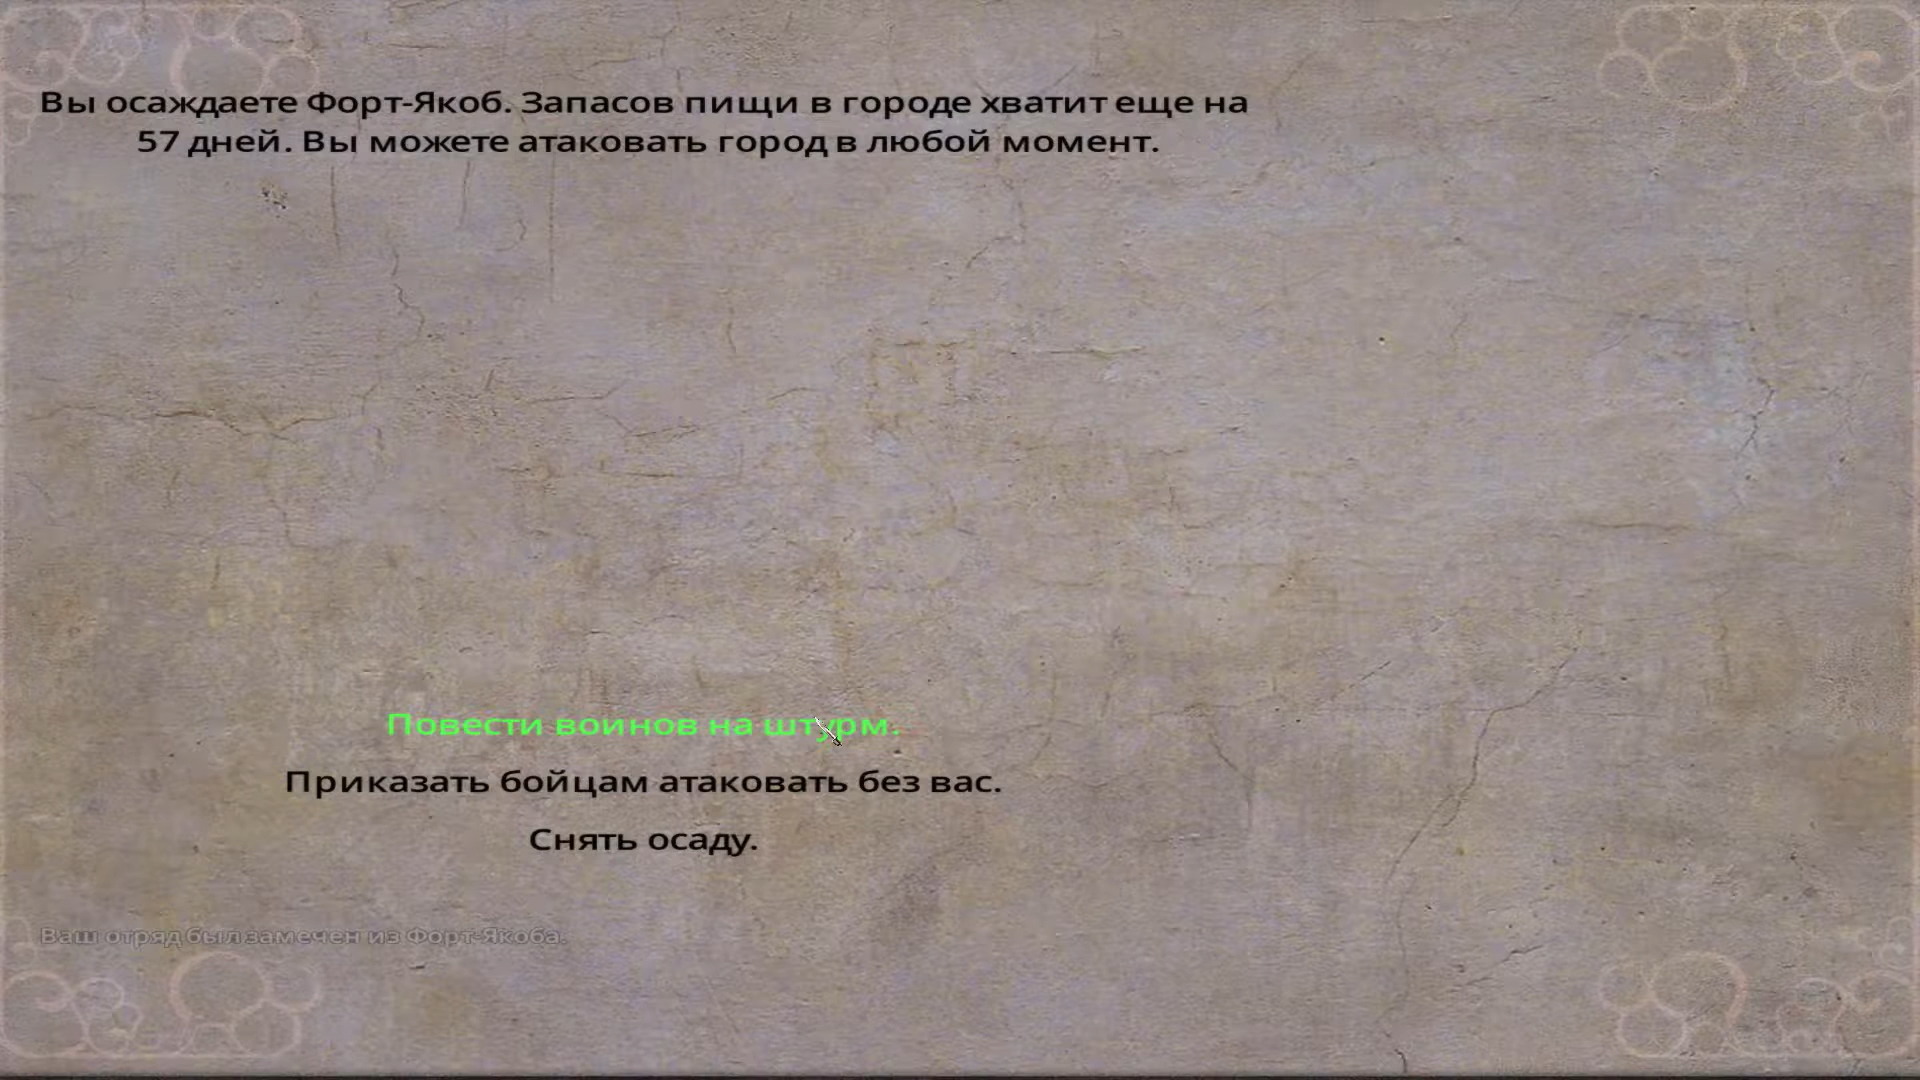 Вы осаждаете Форт-Якоб. Запасов пищи в городе хватит еще на
57 дней. Вы можете атаковать город в любой момент.
Повести воинов на штурм.
Приказать бойцам атаковать без вас.
Снять осаду.
Ваш отряд был замечен из Форт-Якоба.